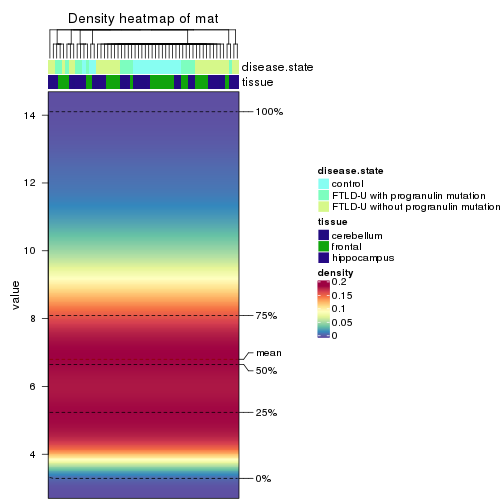 Density heatmap of mat
disease.state
tissue
14
12
10
8
6
4
value
100%
75%
mean
50%
25%
0%
disease.state
control
FTLD-U with progranulin mutation
FTLD-U without progranulin mutation
tissue
cerebellum
frontal
hippocampus
density
0.2
0.15
0.1
0.05
0